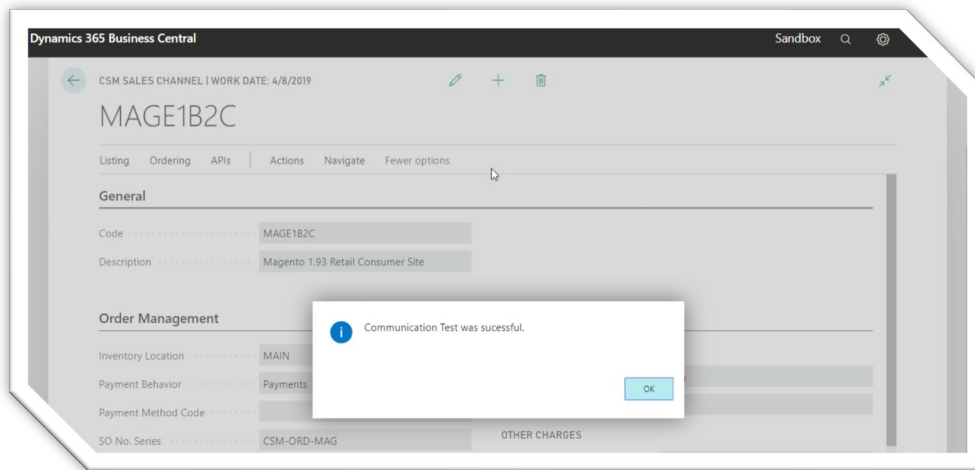 Dynamics 365 Business Central Sandbox
CSM SALES CHANNEL | WORK DATE: 4/8/2019
MAGE1B2C
Listing Ordering APIs Actions Navigate Fewer options
General
Code MAGE1B2C
Description Magento 1.93 Retail Consumer Site
Order Management
Communication Test was sucessful.
Inventory Location MAIN
Payment Behavior Payments
OK
Payment Method Code
SO No. Series CSM-ORD-MAG
OTHER CHARGES